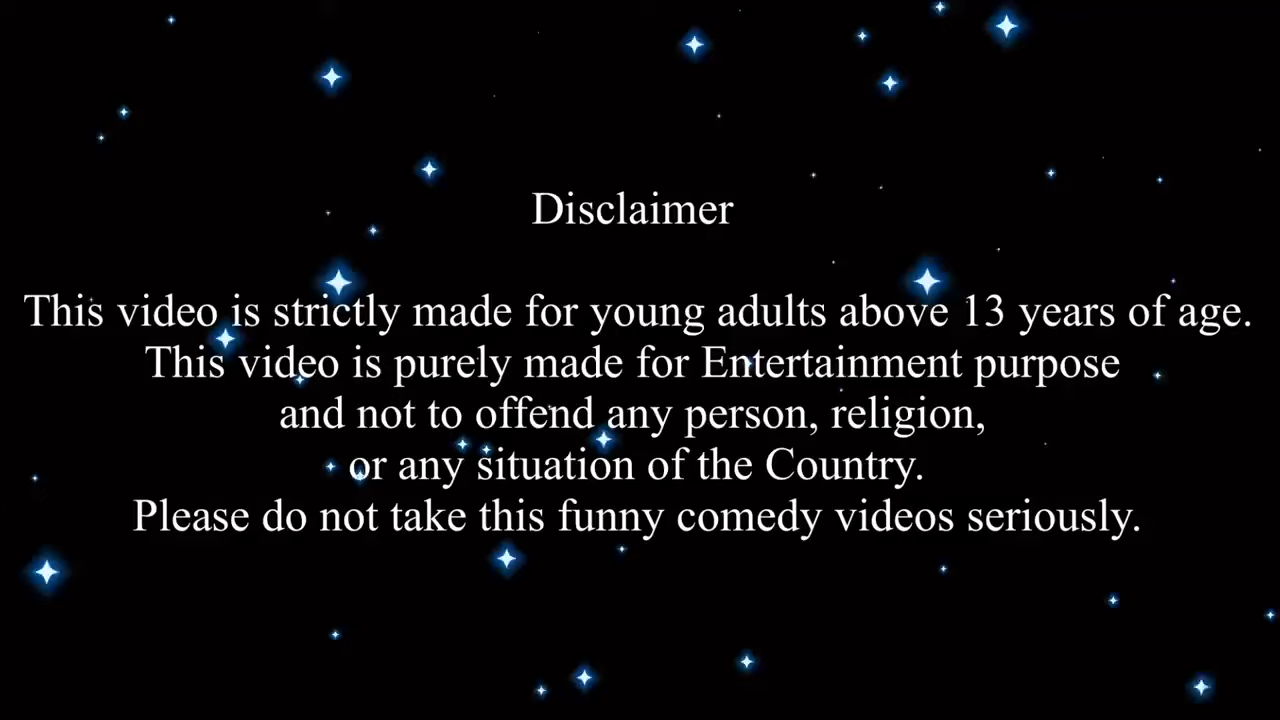 Disclaimer
This video is strictly made for young adults above 13 years of age.
This video is purely made for Entertainment purpose
and not to offend any person, religion,
or any situation of the Country.
Please do not take this funny comedy videos seriously.